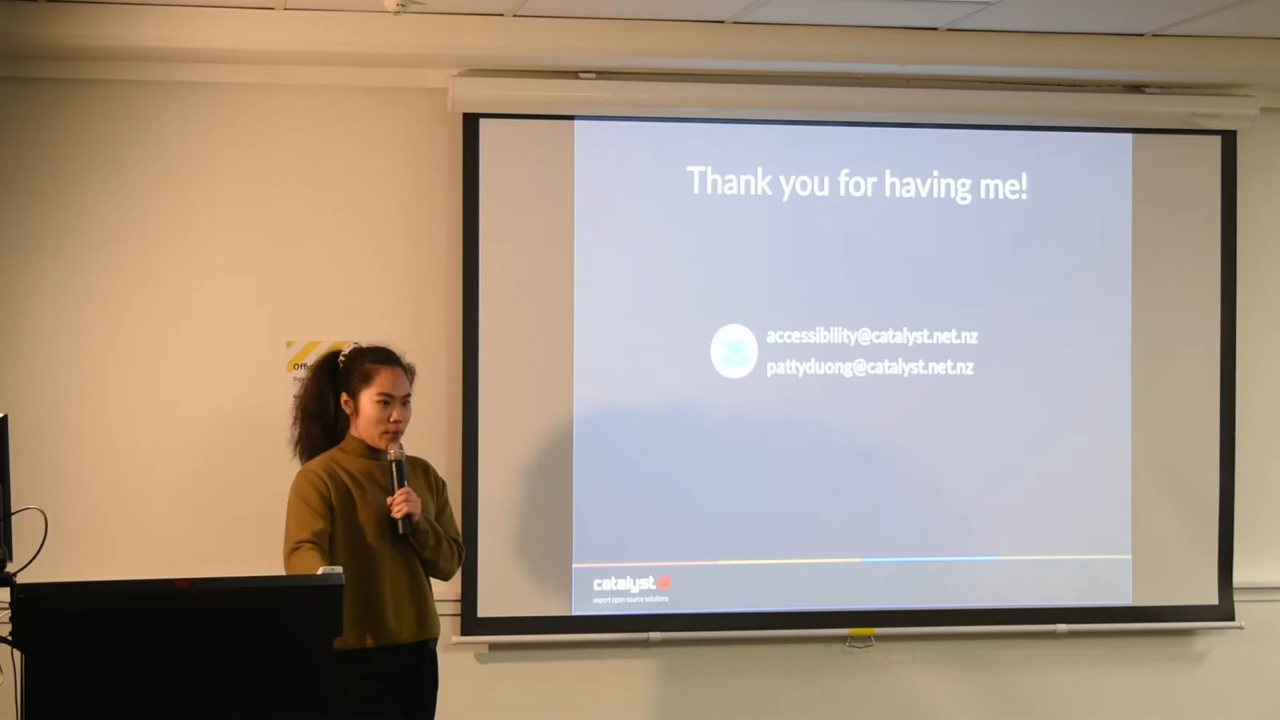 Thank you for having me!
accessibility@catalyst.net.nz
pattyduong@catalyst.net.nz
catalyst
expert open source solutions